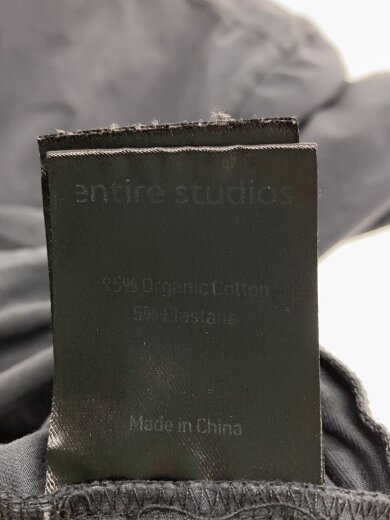 entire studios
95% Organic Cotton
5% Elastane
Made in China